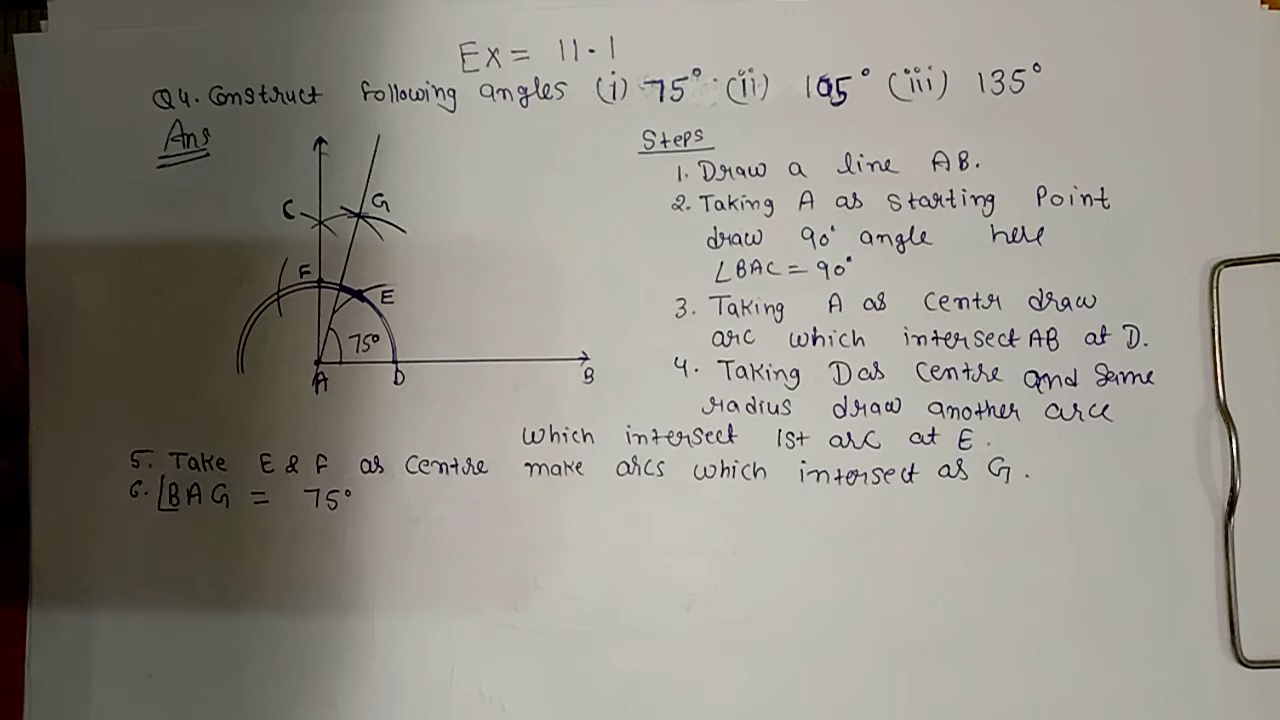 Ex = 11.1
Q4. Construct following angles (i) 75° (ii) 105° (iii) 135°
Ans
C
G
F
E
75°
A
D
B
Steps
1. Draw a line AB.
2. Taking A as starting Point
draw 90° angle here
∠BAC = 90°
3. Taking A as centr draw
arc which intersect AB at D.
4. Taking D as centre and same
radius draw another arce
which intersect 1st arc at E.
5. Take E & F as centre make arcs which intersect as G.
6. ∠BAG = 75°